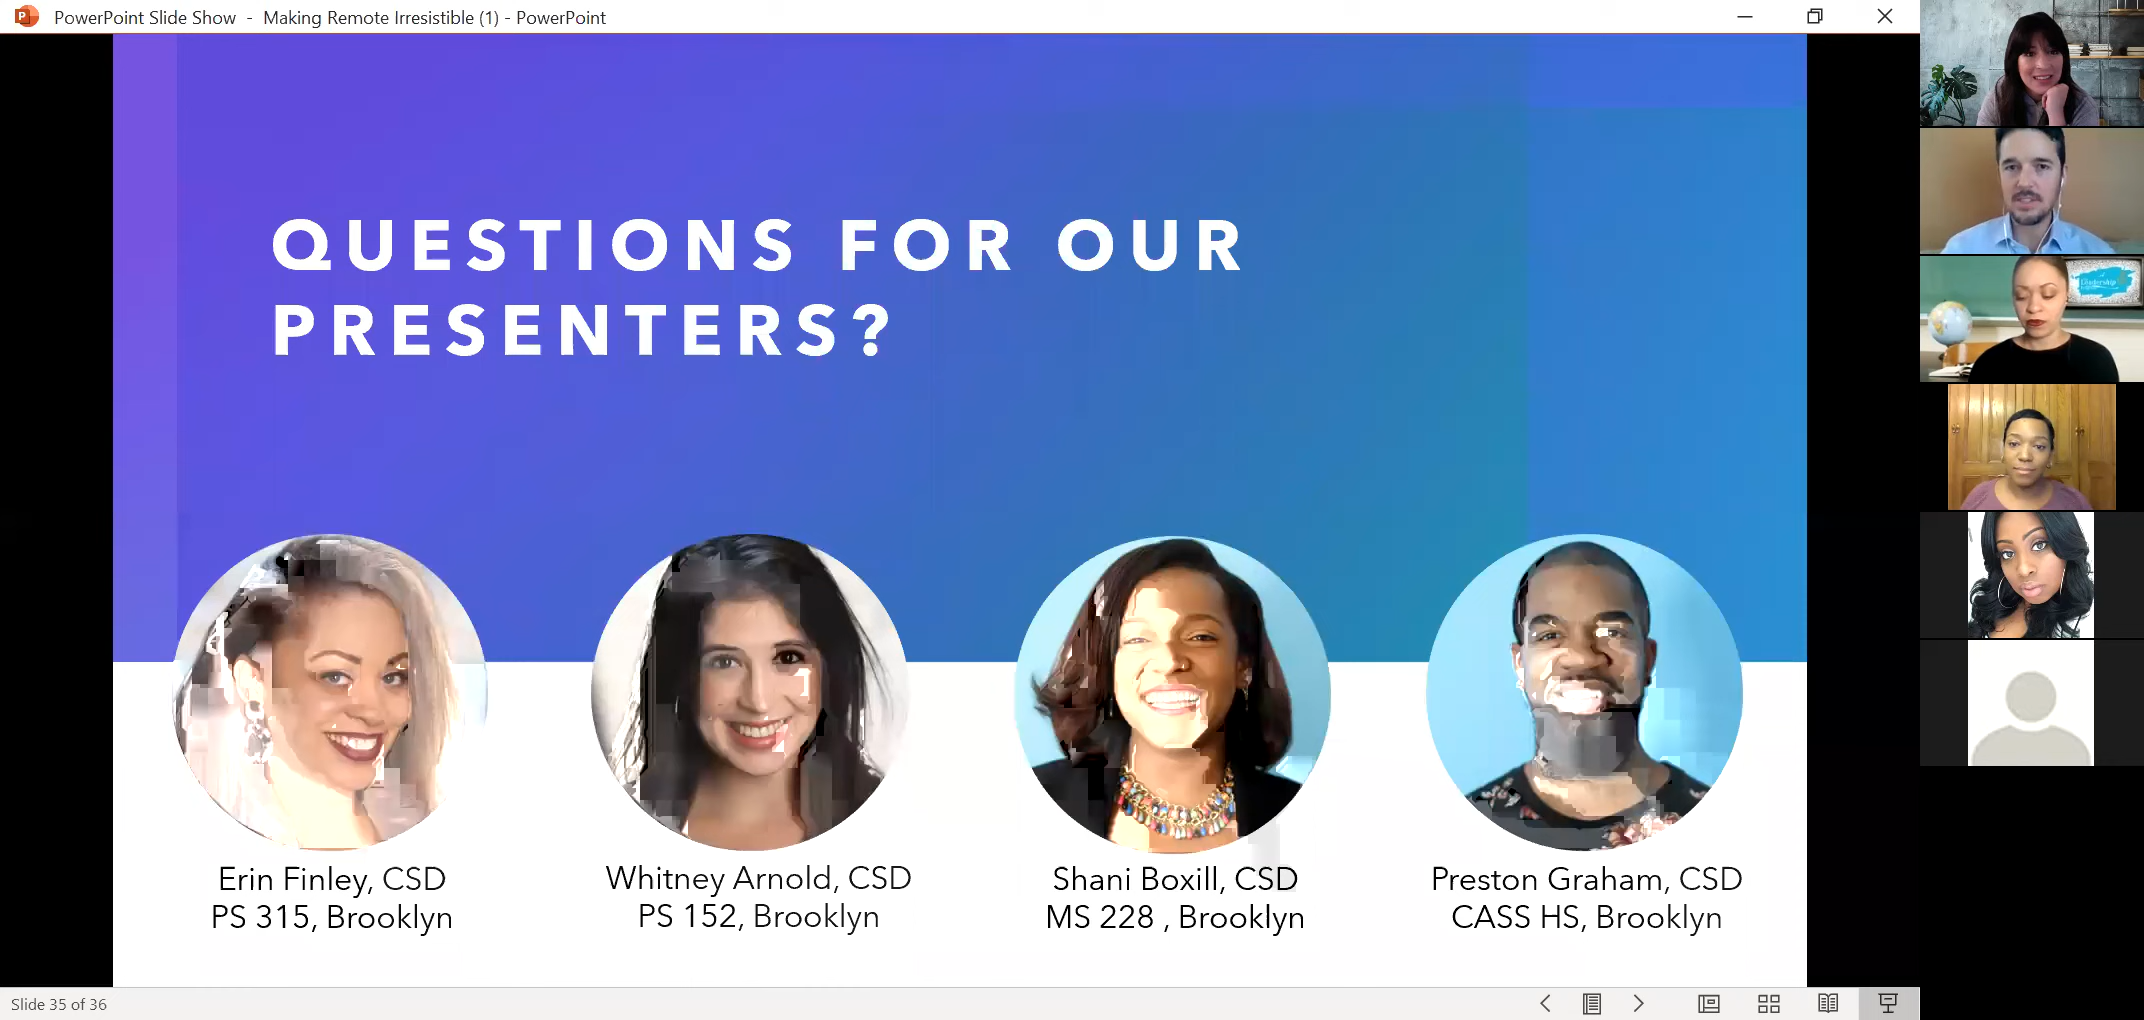 PowerPoint Slide Show - Making Remote Irresistible (1) - PowerPoint
QUESTIONS FOR OUR
PRESENTERS?
Erin Finley, CSD
PS 315, Brooklyn
Whitney Arnold, CSD
PS 152, Brooklyn
Shani Boxill, CSD
MS 228 , Brooklyn
Preston Graham, CSD
CASS HS, Brooklyn
Slide 35 of 36
Leadership